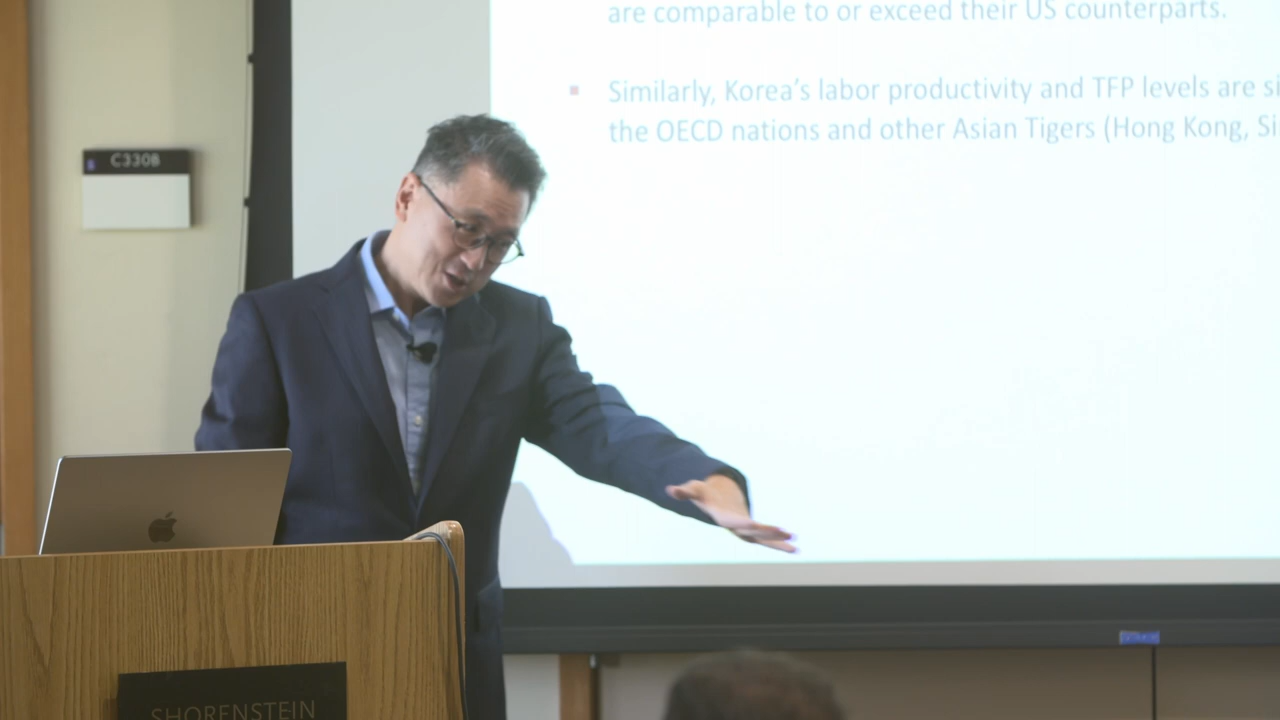 C330B
are comparable to or exceed their US counterparts.
Similarly, Korea's labor productivity and TFP levels are si
the OECD nations and other Asian Tigers (Hong Kong, Si
SHORENSTEIN